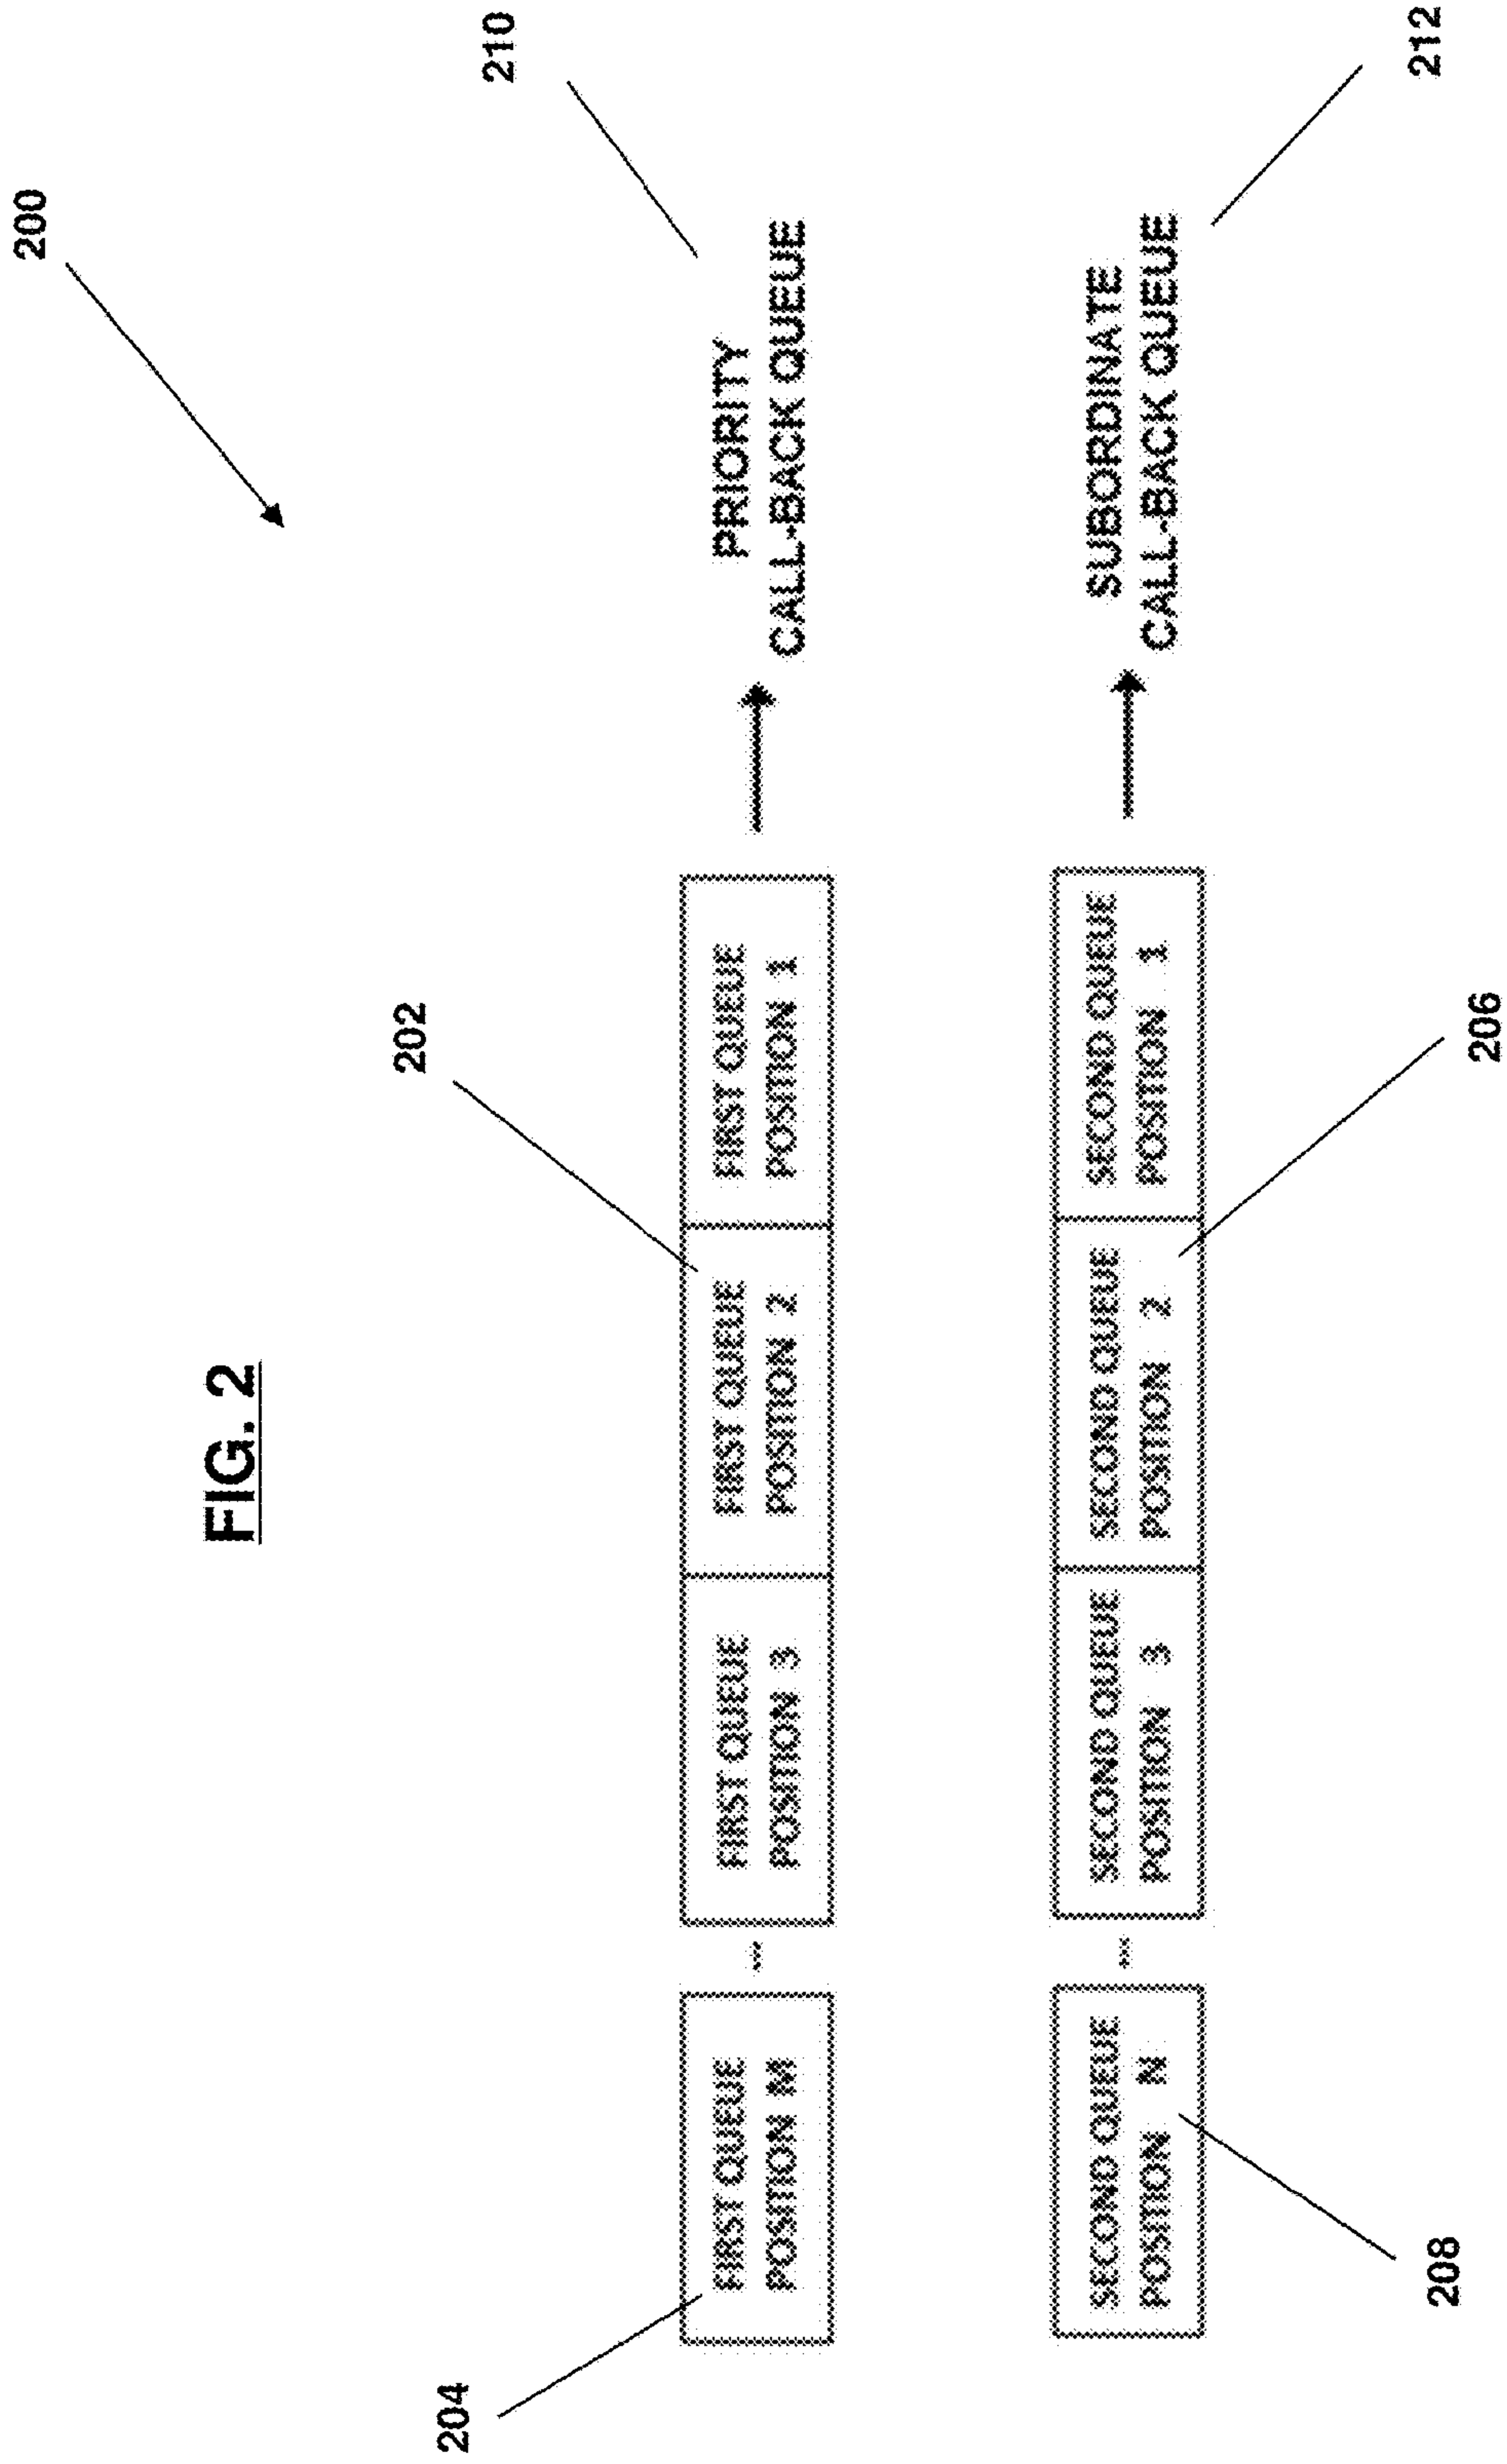 FIG. 2
200
202
210
204
FIRST QUEUE
POSITION M
---
FIRST QUEUE
POSITION 3
FIRST QUEUE
POSITION 2
FIRST QUEUE
POSITION 1
PRIORITY
CALL-BACK QUEUE
SECOND QUEUE
POSITION N
---
SECOND QUEUE
POSITION 3
SECOND QUEUE
POSITION 2
SECOND QUEUE
POSITION 1
SUBORDINATE
CALL-BACK QUEUE
208
206
212